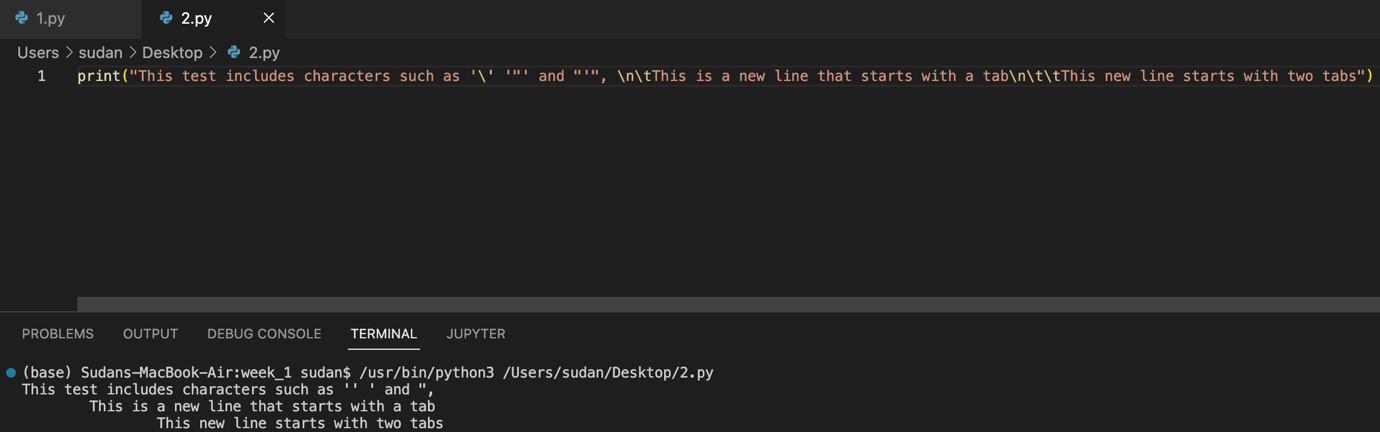 1.py
2.py
Users > sudan > Desktop > 2.py
1 print("This test includes characters such as '\' '"' and "'", \n\tThis is a new line that starts with a tab\n\t\tThis new line starts with two tabs")
PROBLEMS OUTPUT DEBUG CONSOLE TERMINAL JUPYTER
(base) Sudans-MacBook-Air:week_1 sudan$ /usr/bin/python3 /Users/sudan/Desktop/2.py
This test includes characters such as '' ' and ",
        This is a new line that starts with a tab
                This new line starts with two tabs